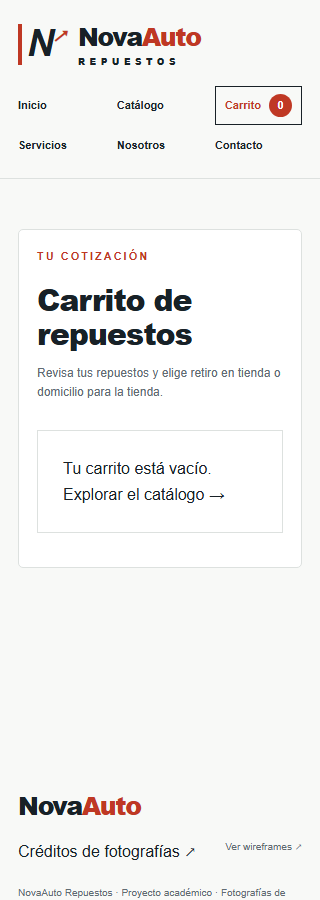 N NovaAuto
REPUESTOS
Inicio Catálogo Carrito 0
Servicios Nosotros Contacto
TU COTIZACIÓN
Carrito de
repuestos
Revisa tus repuestos y elige retiro en tienda o
domicilio para la tienda.
Tu carrito está vacío.
Explorar el catálogo →
NovaAuto
Créditos de fotografías ↗ Ver wireframes ↗
NovaAuto Repuestos · Proyecto académico · Fotografías de